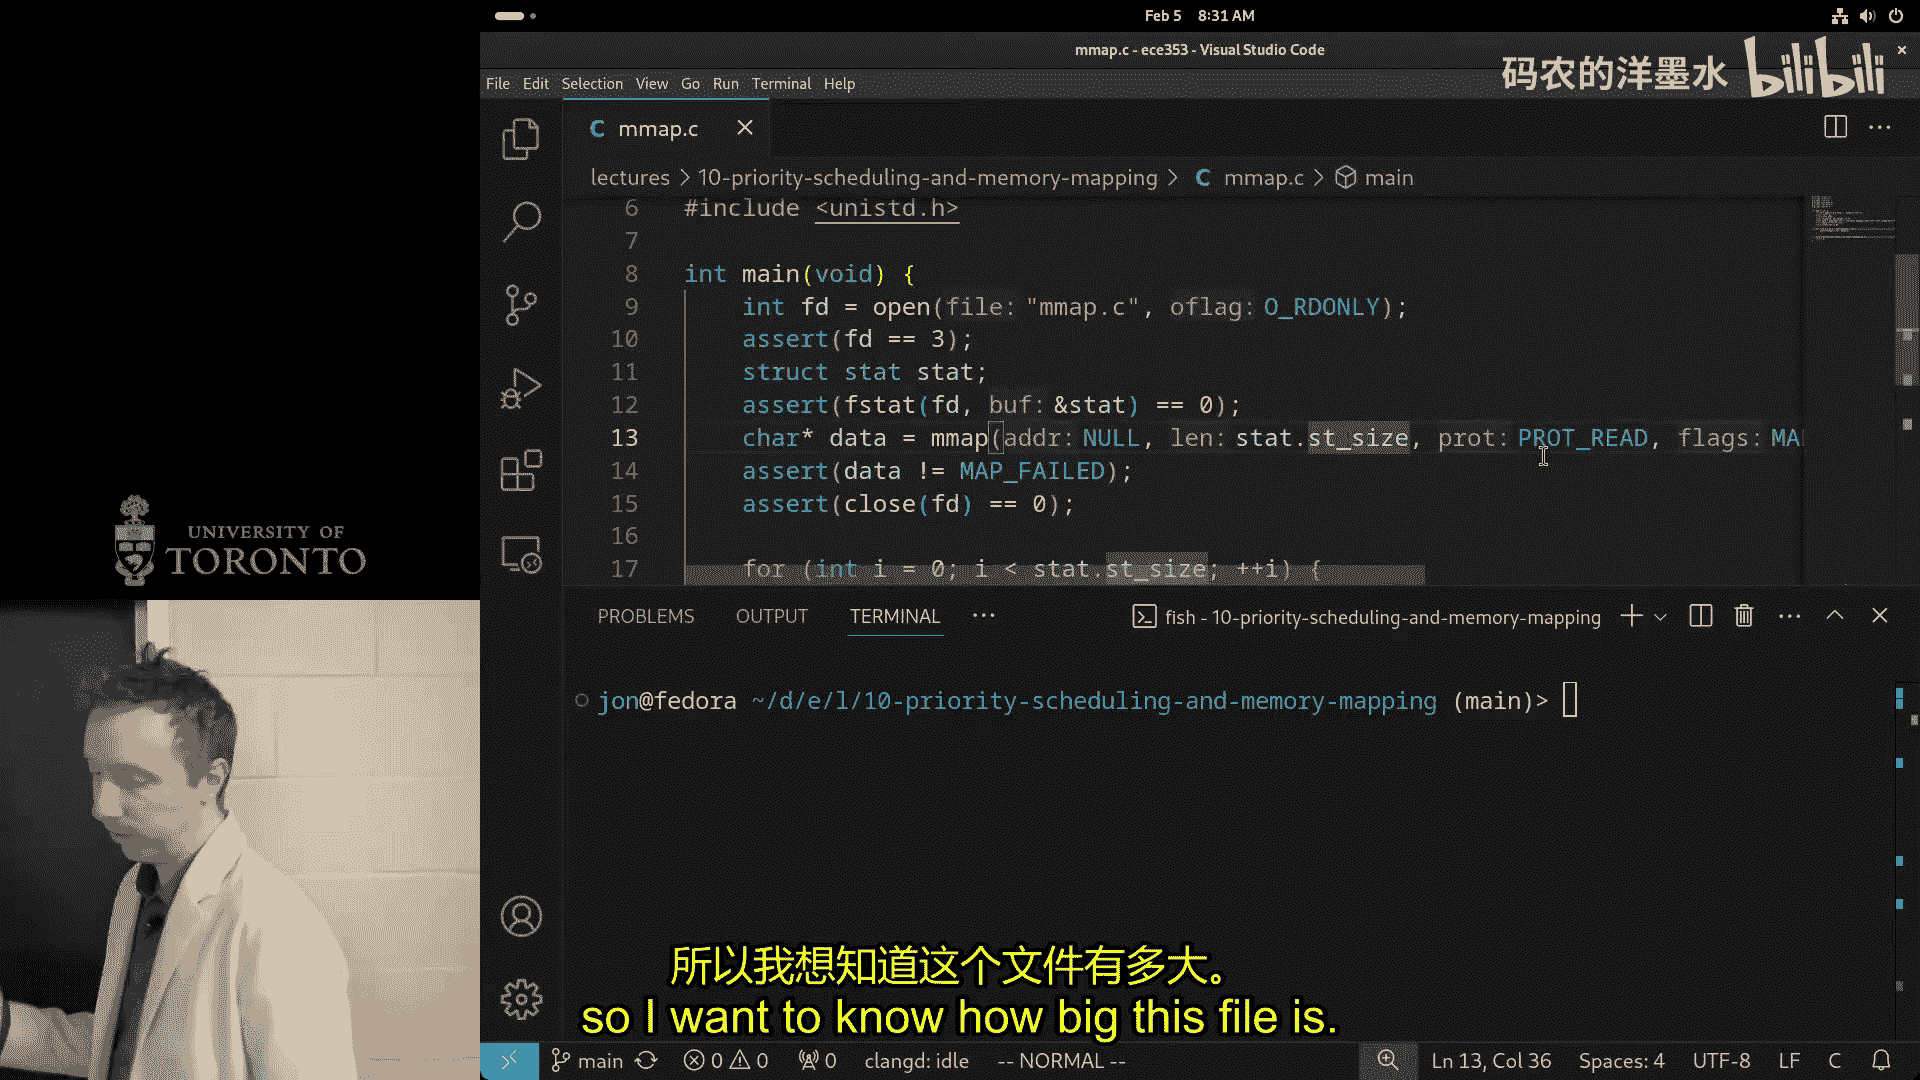 Feb 5 8:31 AM
mmap.c - ece353 - Visual Studio Code
码农的洋墨水 bilibili
File Edit Selection View Go Run Terminal Help
C mmap.c
lectures > 10-priority-scheduling-and-memory-mapping > C mmap.c > main
6 #include <unistd.h>
7
8 int main(void) {
9 int fd = open(file: "mmap.c", oflag: O_RDONLY);
10 assert(fd == 3);
11 struct stat stat;
12 assert(fstat(fd, buf: &stat) == 0);
13 char* data = mmap(addr: NULL, len: stat.st_size, prot: PROT_READ, flags: MA
14 assert(data != MAP_FAILED);
15 assert(close(fd) == 0);
16
17 for (int i = 0; i < stat.st_size; ++i) {
UNIVERSITY OF
TORONTO
PROBLEMS OUTPUT TERMINAL ··· fish - 10-priority-scheduling-and-memory-mapping
jon@fedora ~/d/e/l/10-priority-scheduling-and-memory-mapping (main)>
所以我想知道这个文件有多大。
so I want to know how big this file is.
main 0 0 0 clangd: idle -- NORMAL -- Ln 13, Col 36 Spaces: 4 UTF-8 LF C